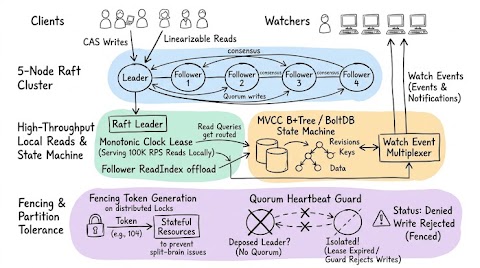 Clients
Watchers
CAS Writes
Linearizable Reads
5-Node Raft
Cluster
Leader
Follower
1
Follower
2
Follower
3
Follower
4
consensus
consensus
consensus
Quorum writes
Watch Events
(Events &
Notifications)
High-Throughput
Local Reads &
State Machine
Raft Leader
Monotonic Clock Lease
(Serving 100K RPS Reads Locally)
Follower ReadIndex offload
Read Queries
get routed
MVCC B+Tree / BoltDB
State Machine
Revisions
Keys
Data
Watch Event
Multiplexer
Fencing &
Partition
Tolerance
Fencing Token Generation
on distributed Locks
Token
(e.g., 104)
Stateful
Resources
to prevent
split-brain issues
Quorum Heartbeat Guard
Deposed Leader?
(No Quorum)
Isolated!
(Lease Expired/
Guard Rejects Writes)
Status: Denied
Write Rejected
(Fenced)